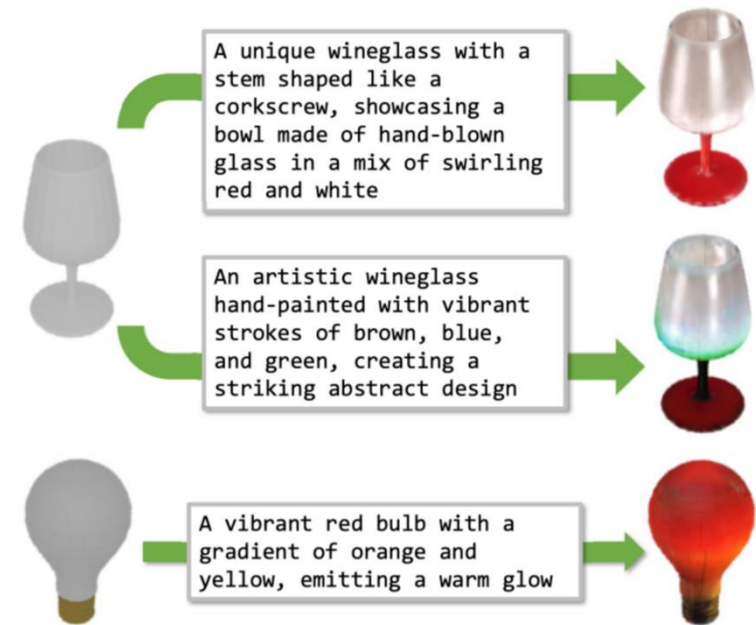 A unique wineglass with a
stem shaped like a
corkscrew, showcasing a
bowl made of hand-blown
glass in a mix of swirling
red and white
An artistic wineglass
hand-painted with vibrant
strokes of brown, blue,
and green, creating a
striking abstract design
A vibrant red bulb with a
gradient of orange and
yellow, emitting a warm glow